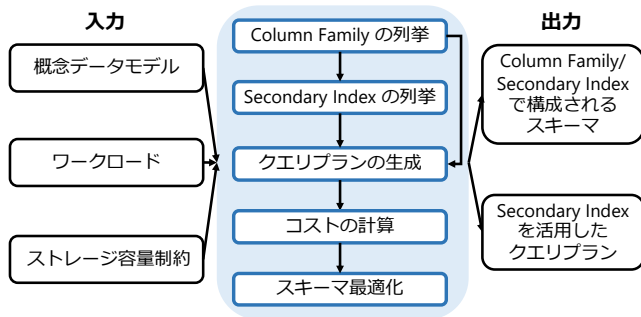 入力
概念データモデル
ワークロード
ストレージ容量制約
Column Family の列挙
Secondary Index の列挙
クエリプランの生成
コストの計算
スキーマ最適化
出力
Column Family/
Secondary Index
で構成される
スキーマ
Secondary Index
を活用した
クエリプラン